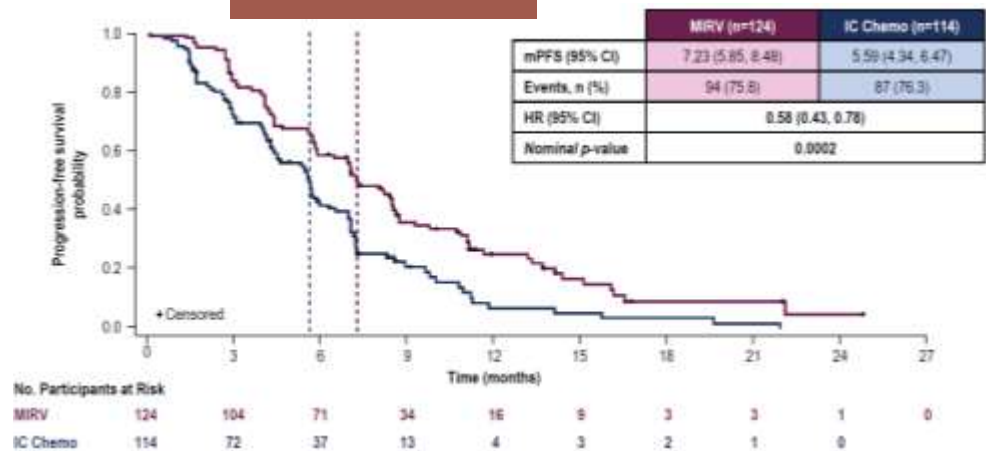 MIRV (n=124) IC Chemo (n=114)
mPFS (95% CI) 7.23 (5.85, 8.48) 5.59 (4.34, 6.47)
Events, n (%) 94 (75.8) 87 (76.3)
HR (95% CI) 0.58 (0.43, 0.78)
Nominal p-value 0.0002
Progression-free survival
probability
1.0
0.8
0.6
0.4
0.2
0.0
+Censored
0 3 6 9 12 15 18 21 24 27
Time (months)
No. Participants at Risk
MIRV 124 104 71 34 16 9 3 3 1 0
IC Chemo 114 72 37 13 4 3 2 1 0